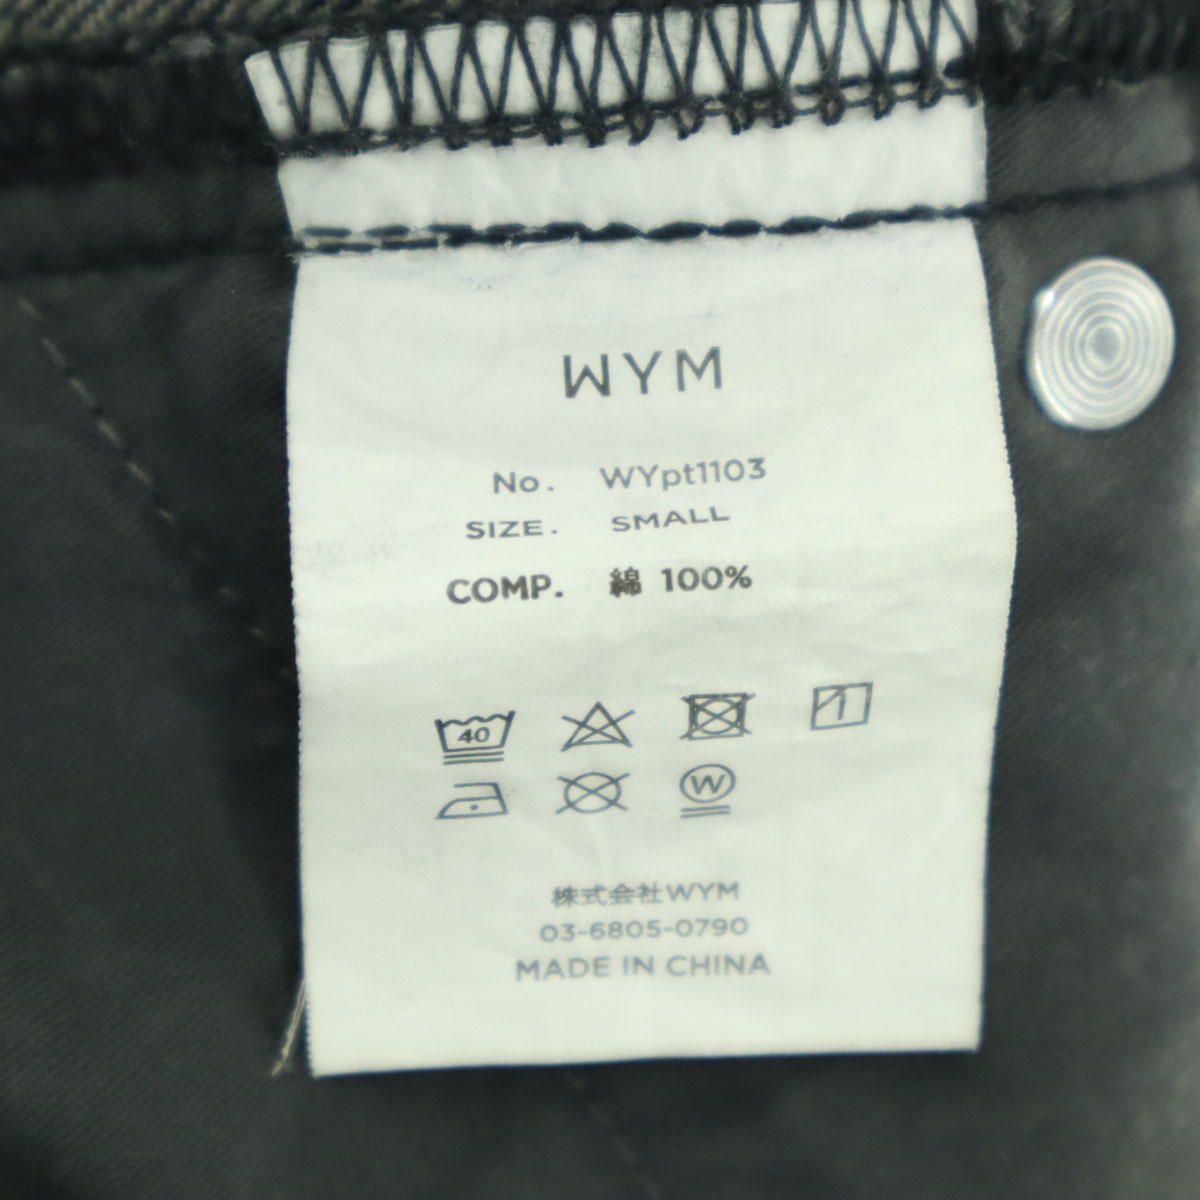 WYM
No. WYpt1103
SIZE. SMALL
COMP. 綿 100%
40
W
株式会社WYM
03-6805-0790
MADE IN CHINA